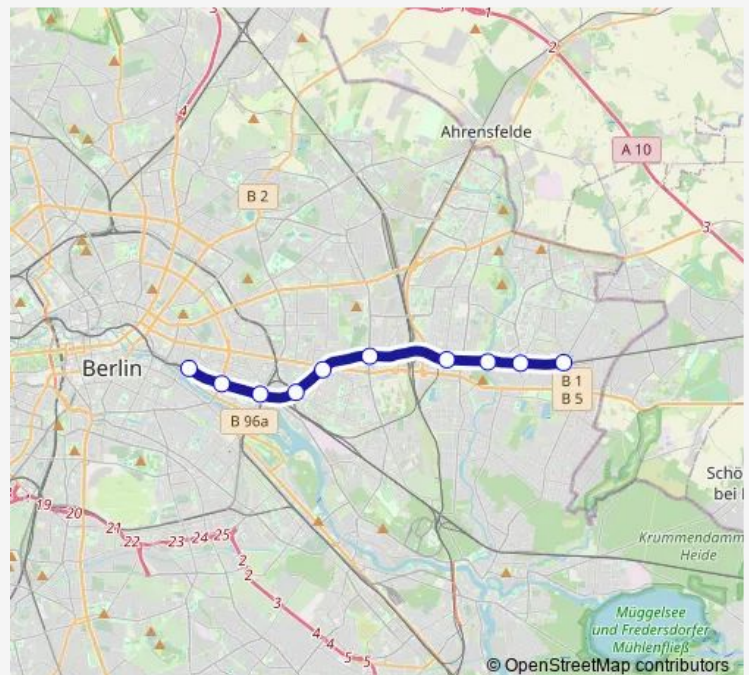 3
1
2
4
Ahrensfelde
A 10
B 2
3
Berlin
B 1
B 5
B 96a
Schö
bei
19
20
21
22
23
24
25
2
2
3
4
4
5
5
Krummendamm
Heide
Müggelsee
und Fredersdorfer
Mühlenfließ
© OpenStreetMap contributors